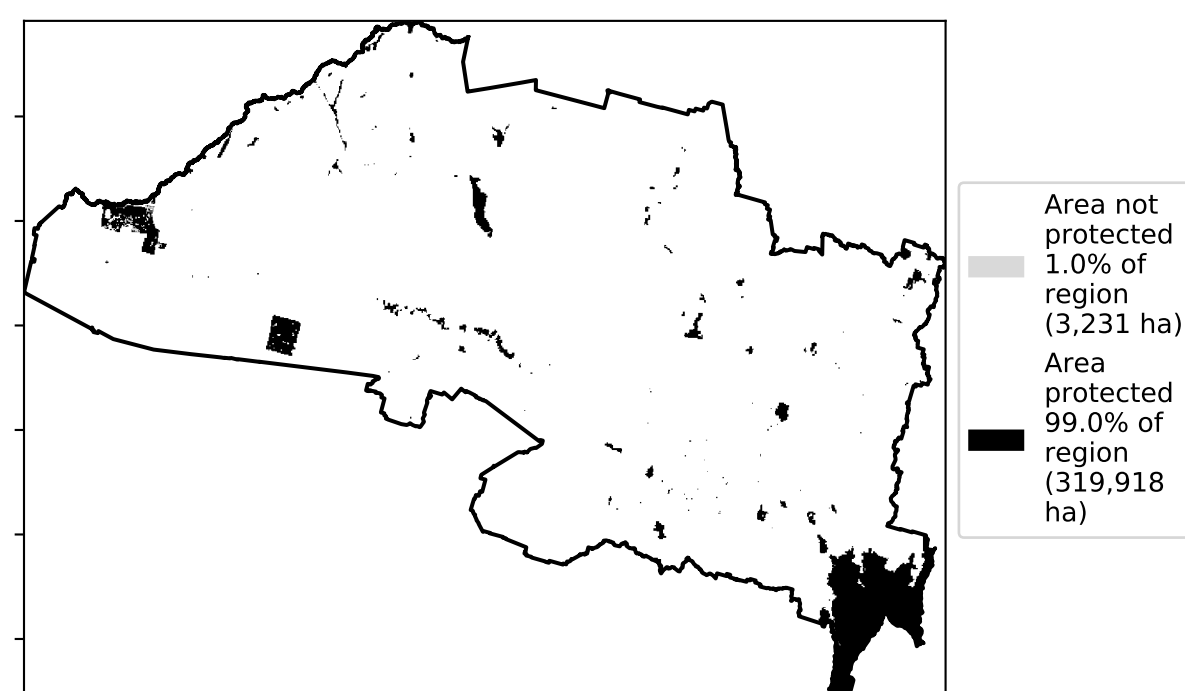 Area not
protected
1.0% of
region
(3,231 ha)
Area
protected
99.0% of
region
(319,918
ha)